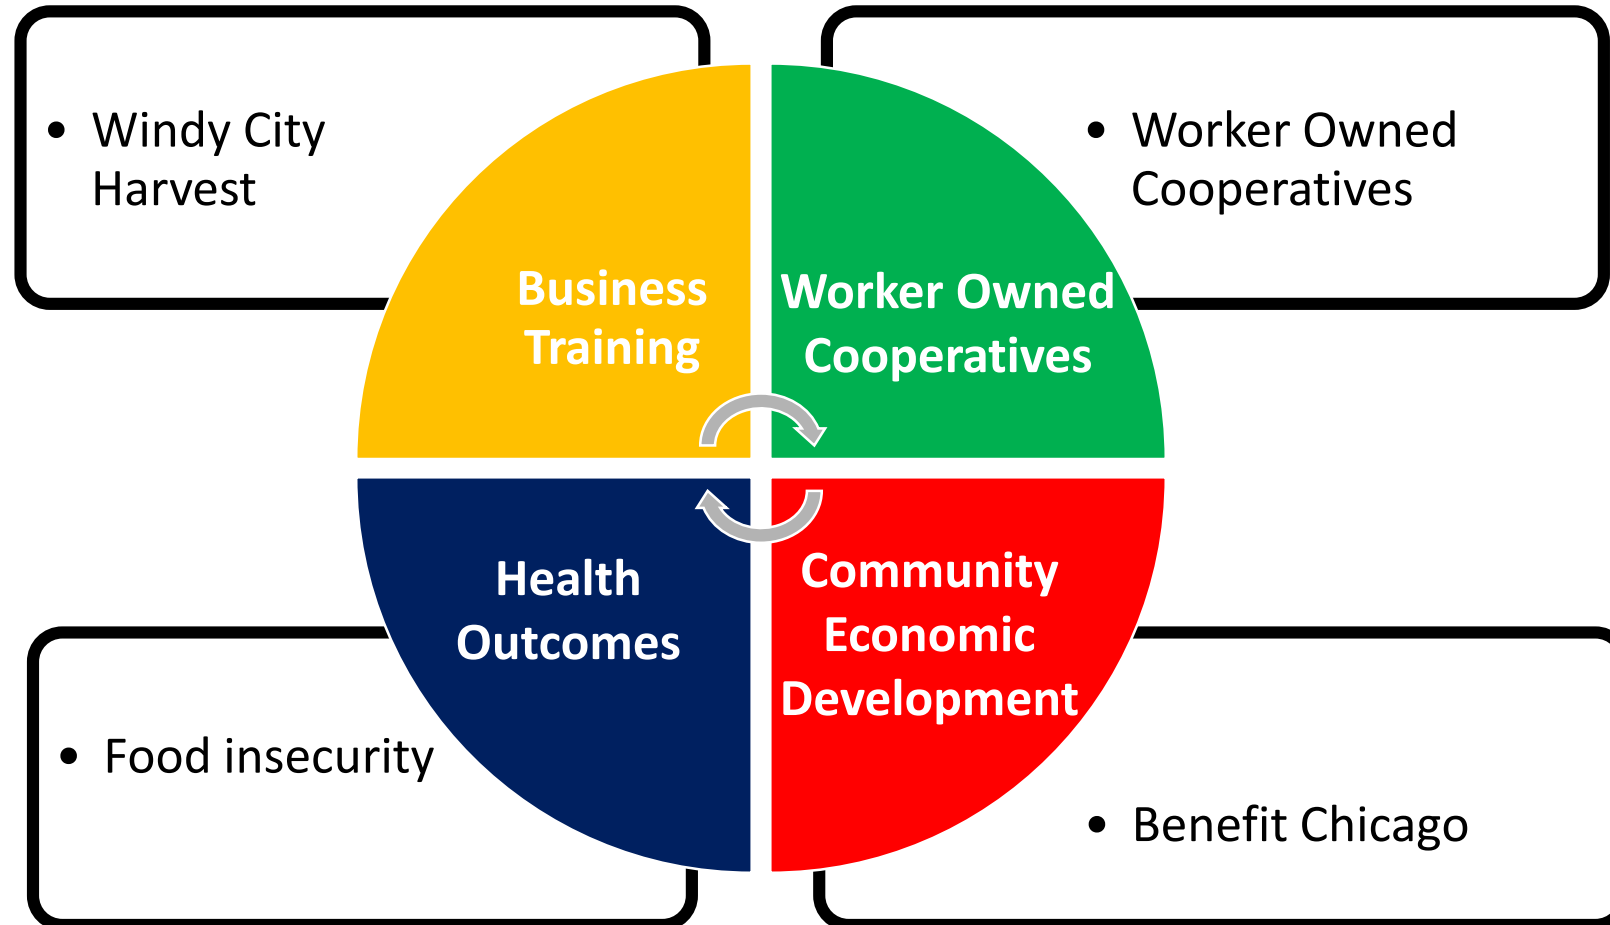 • Windy City
Harvest
• Worker Owned
Cooperatives
Business
Training
Worker Owned
Cooperatives
Health
Outcomes
Community
Economic
Development
• Food insecurity
• Benefit Chicago